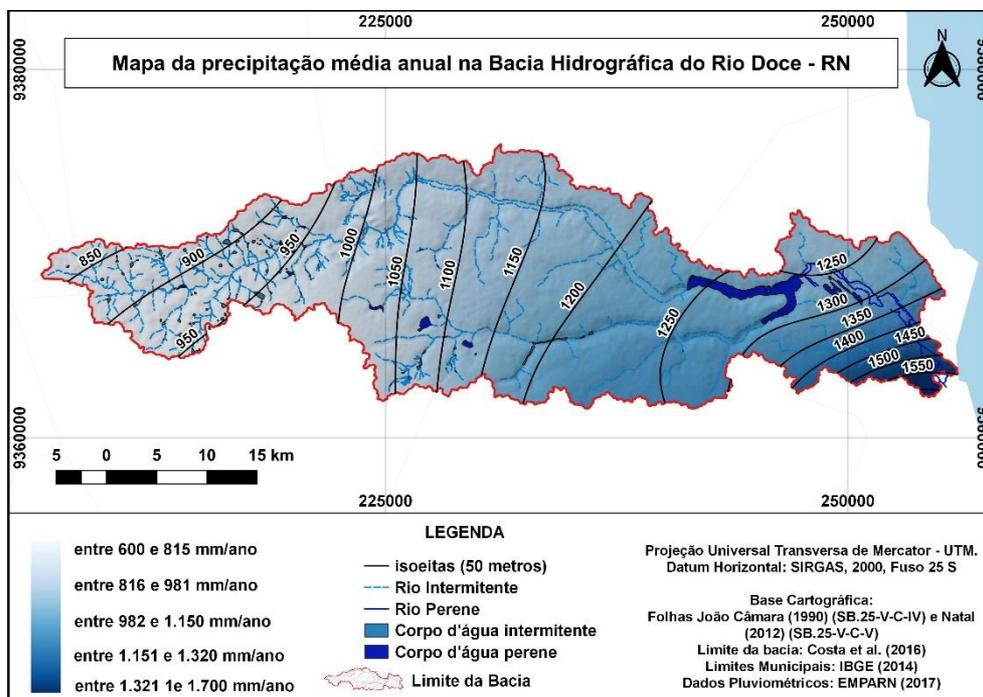 225000
250000
Mapa da precipitação média anual na Bacia Hidrográfica do Rio Doce - RN
N
9380000
9380000
850
900
950
950
1000
1050
1100
1150
1200
1250
1250
1300
1350
1400
1450
1500
1550
9360000
9360000
5 0 5 10 15 km
225000
250000
entre 600 e 815 mm/ano
entre 816 e 981 mm/ano
entre 982 e 1.150 mm/ano
entre 1.151 e 1.320 mm/ano
entre 1.321 1e 1.700 mm/ano
LEGENDA
isoeitas (50 metros)
Rio Intermitente
Rio Perene
Corpo d'água intermitente
Corpo d'água perene
Limite da Bacia
Projeção Universal Transversa de Mercator - UTM.
Datum Horizontal: SIRGAS, 2000, Fuso 25 S
Base Cartográfica:
Folhas João Câmara (1990) (SB.25-V-C-IV) e Natal
(2012) (SB.25-V-C-V)
Limite da bacia: Costa et al. (2016)
Limites Municipais: IBGE (2014)
Dados Pluviométricos: EMPARN (2017)